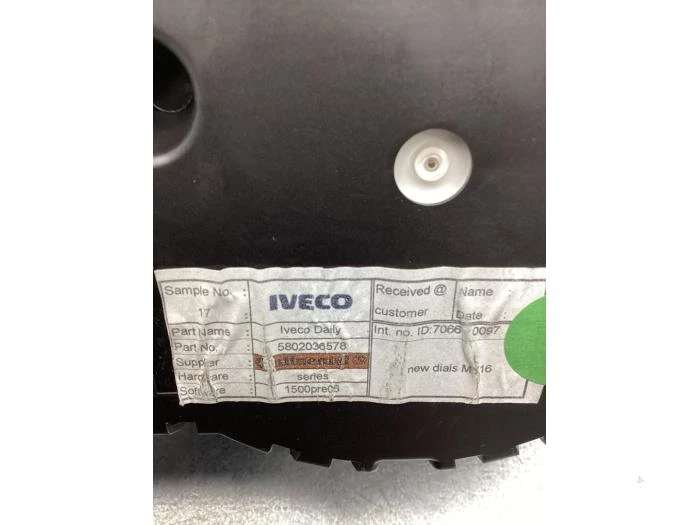 Sample No. : IVECO Received @ customer Name :
17 Date :
Part Name : Iveco Daily Int. no. ID:7066 0097
Part No. : 5802036578
Supplier : Continental
Hardware : series new dials MY16
Software : 1500pre05